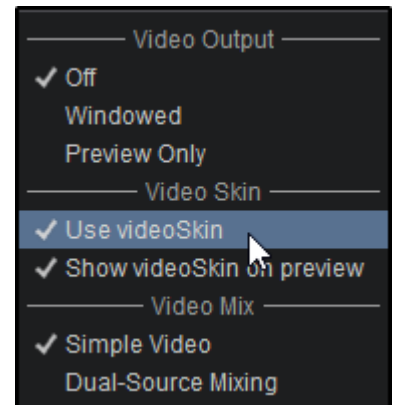 Video Output
Off
Windowed
Preview Only
Video Skin
Use videoSkin
Show videoSkin on preview
Video Mix
Simple Video
Dual-Source Mixing